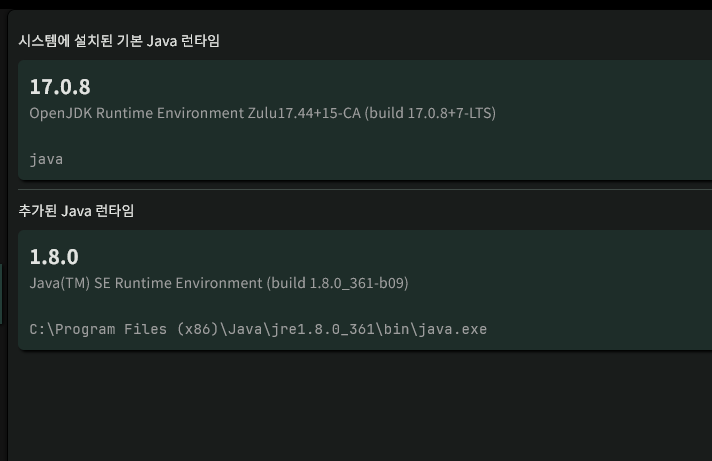 시스템에 설치된 기본 Java 런타임
17.0.8
OpenJDK Runtime Environment Zulu17.44+15-CA (build 17.0.8+7-LTS)
java
추가된 Java 런타임
1.8.0
Java(TM) SE Runtime Environment (build 1.8.0_361-b09)
C:\Program Files (x86)\Java\jre1.8.0_361\bin\java.exe